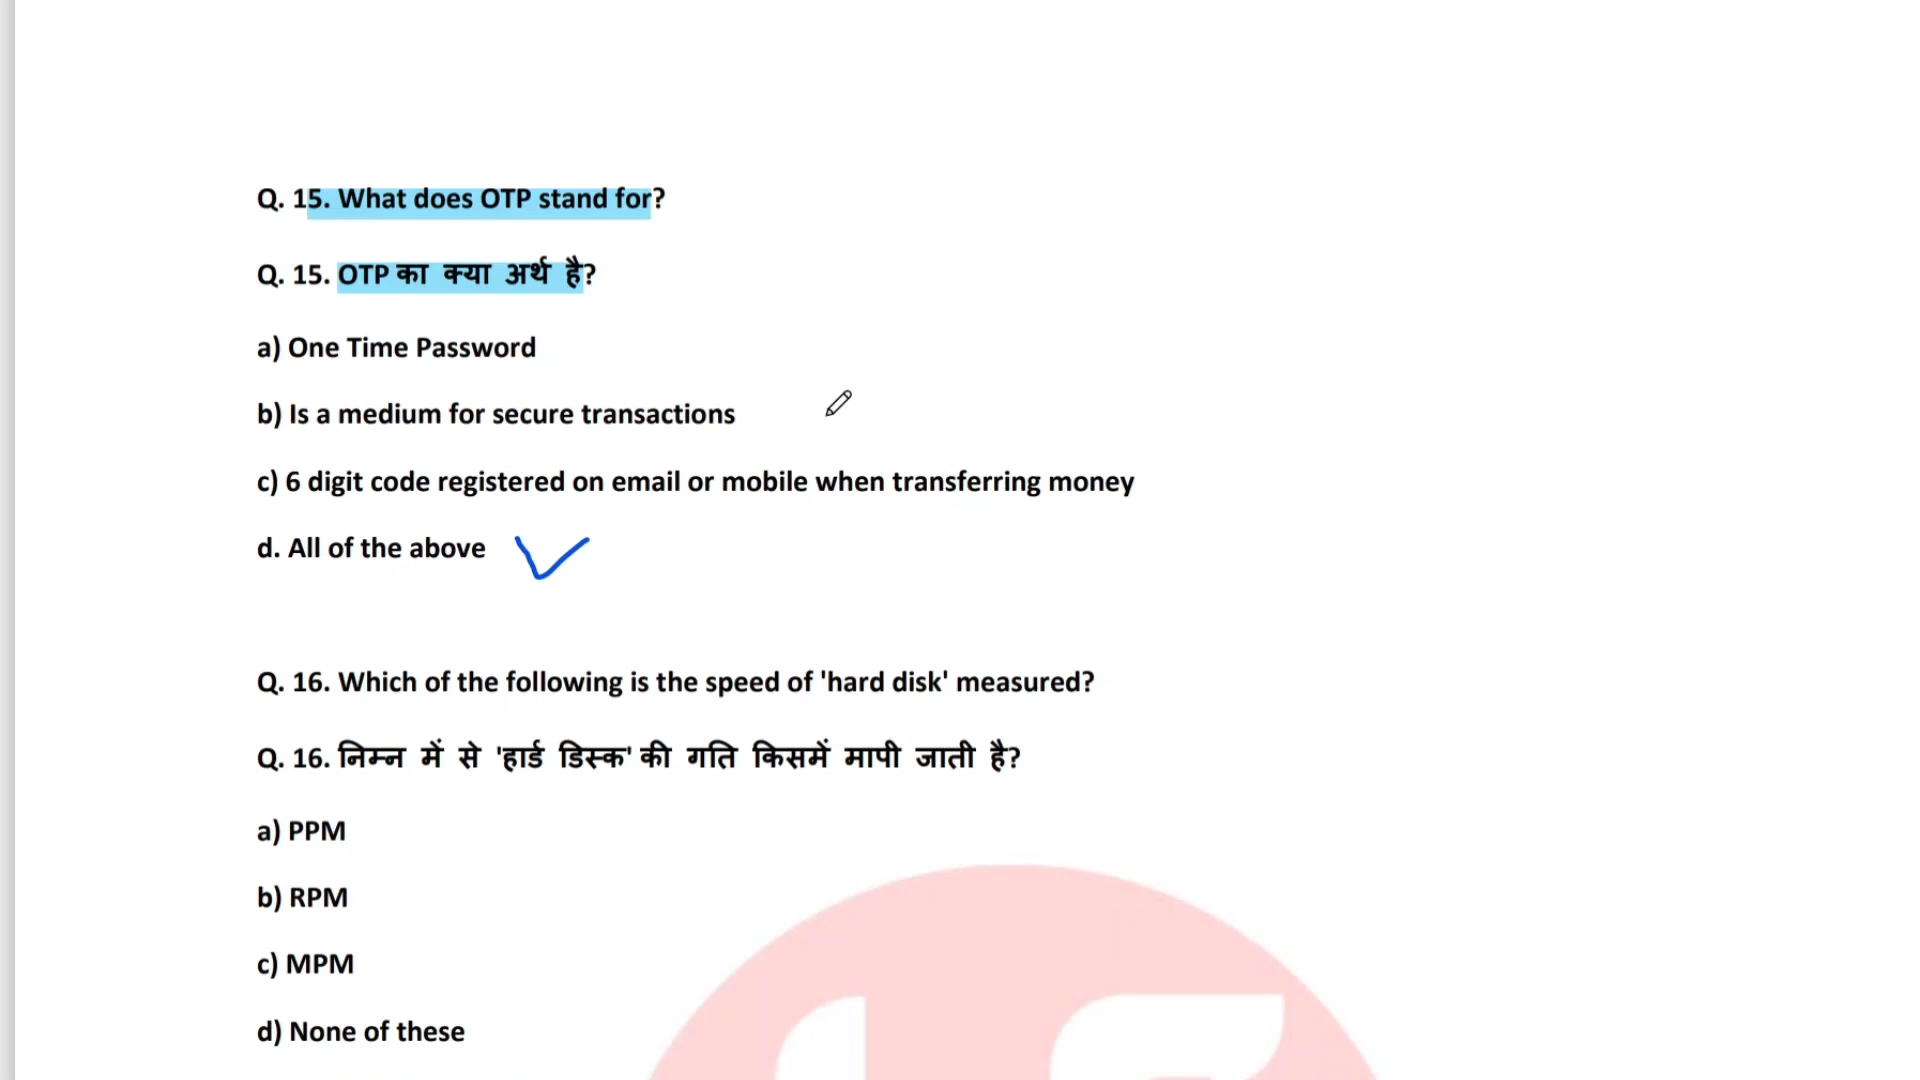 Q. 15. What does OTP stand for?
Q. 15. OTP का क्या अर्थ है?
a) One Time Password
b) Is a medium for secure transactions
c) 6 digit code registered on email or mobile when transferring money
d. All of the above
Q. 16. Which of the following is the speed of 'hard disk' measured?
Q. 16. निम्न में से 'हार्ड डिस्क' की गति किसमें मापी जाती है?
a) PPM
b) RPM
c) MPM
d) None of these